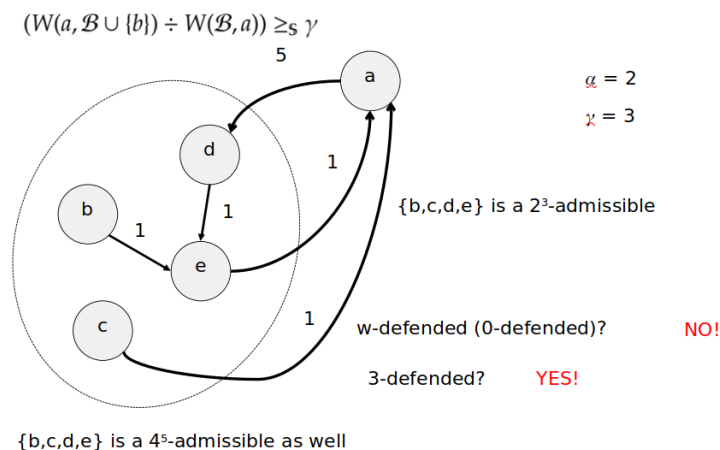 (W(a, ℬ ∪ {b}) ÷ W(ℬ, a)) ≥s γ
5
a
α = 2
γ = 3
d
1
1
b
1
{b,c,d,e} is a 2³-admissible
e
c
1
w-defended (0-defended)? NO!
3-defended? YES!
{b,c,d,e} is a 4⁵-admissible as well